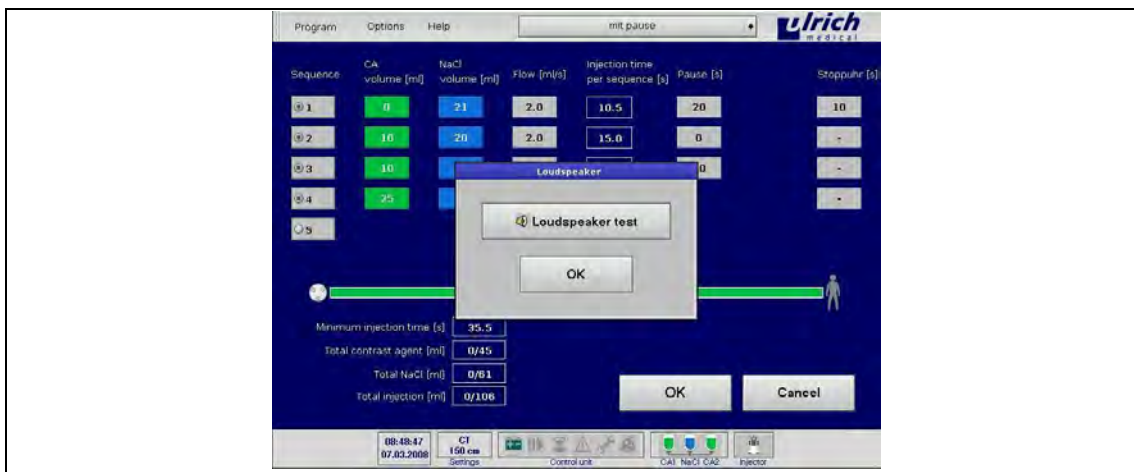 Program Options Help mit pause ulrich
medical
Sequence CA volume [ml] NaCl volume [ml] Flow [ml/s] Injection time per sequence [s] Pause [s] Stoppuhr [s]
1 0 21 2.0 10.5 20 10
2 10 20 2.0 15.0 0 -
3 10 0 -
4 25 -
5
Loudspeaker
Loudspeaker test
OK
Minimum injection time [s] 35.5
Total contrast agent [ml] 0/45
Total NaCl [ml] 0/61
Total injection [ml] 0/106
OK Cancel
08:48:47
07.03.2008
CT
150 cm
Settings Control unit CA1 NaCl CA2 Injector